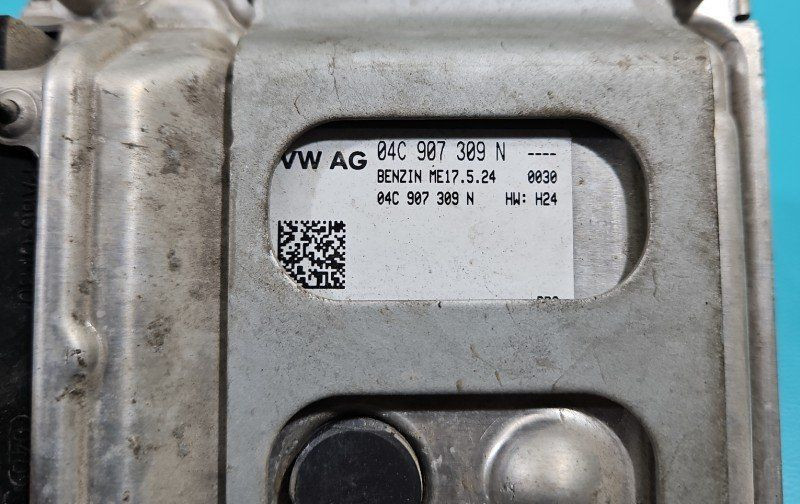 VW AG 04C 907 309 N ----
BENZIN ME17.5.24 0030
04C 907 309 N HW: H24